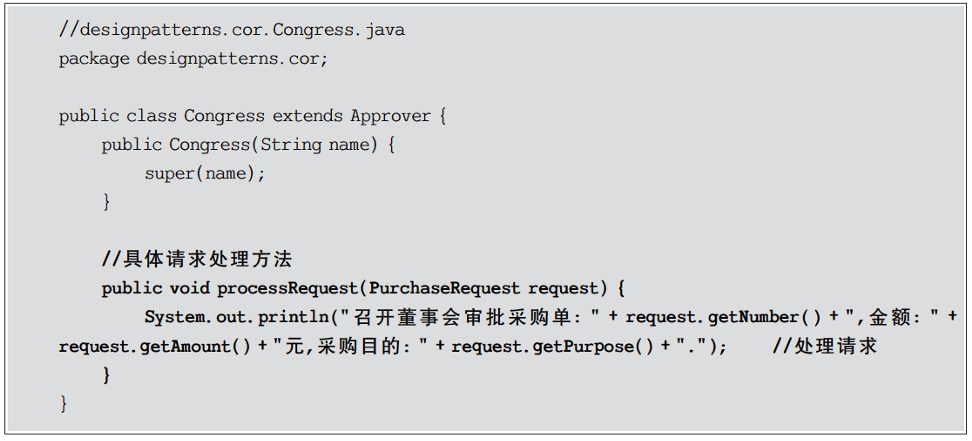 //designpatterns.cor.Congress.java
package designpatterns.cor;
public class Congress extends Approver {
public Congress(String name) {
super(name);
}
//具体请求处理方法
public void processRequest(PurchaseRequest request) {
System.out.println("召开董事会审批采购单:" + request.getNumber() + ",金额:" +
request.getAmount() + "元,采购目的:" + request.getPurpose() + "."); //处理请求
}
}